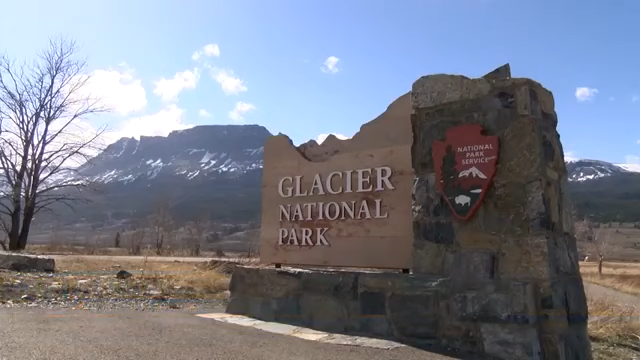 GLACIER
NATIONAL
PARK
NATIONAL
PARK
SERVICE